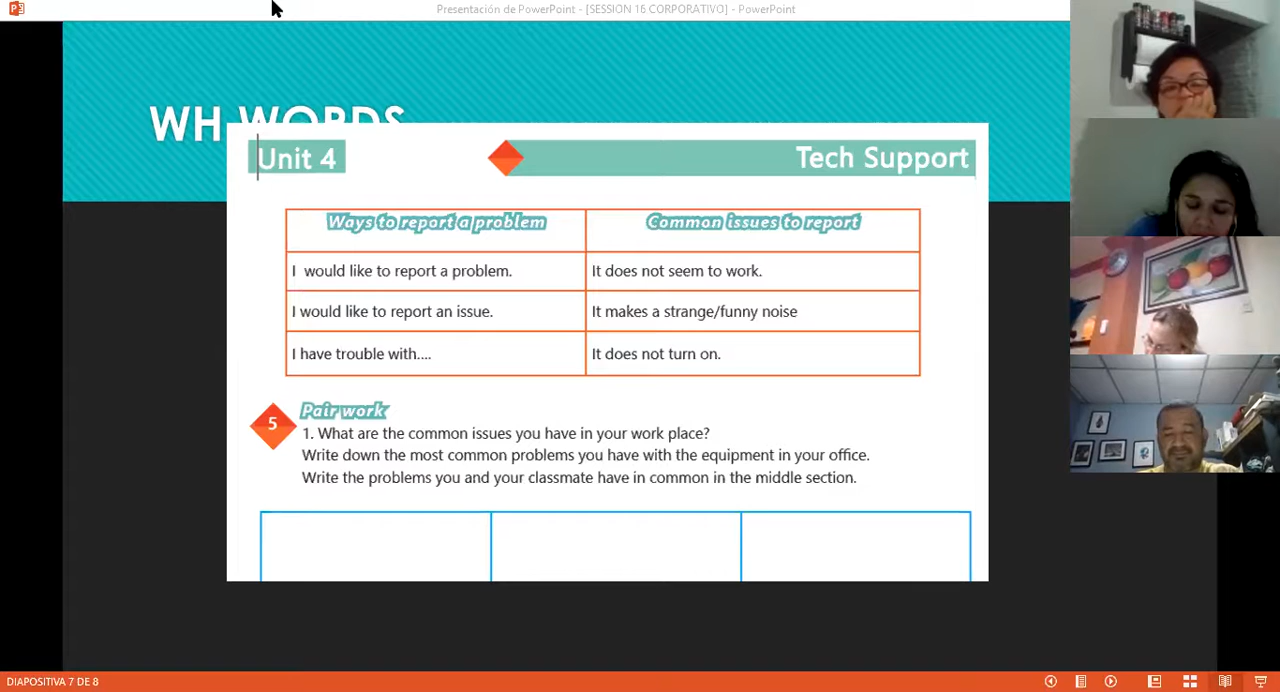 Presentación de PowerPoint - [SESSION 16 CORPORATIVO] - PowerPoint
WH WORDS
Unit 4
Tech Support
Ways to report a problem
Common issues to report
I would like to report a problem.
It does not seem to work.
I would like to report an issue.
It makes a strange/funny noise
I have trouble with....
It does not turn on.
5
Pair work
1. What are the common issues you have in your work place?
Write down the most common problems you have with the equipment in your office.
Write the problems you and your classmate have in common in the middle section.
DIAPOSITIVA 7 DE 8